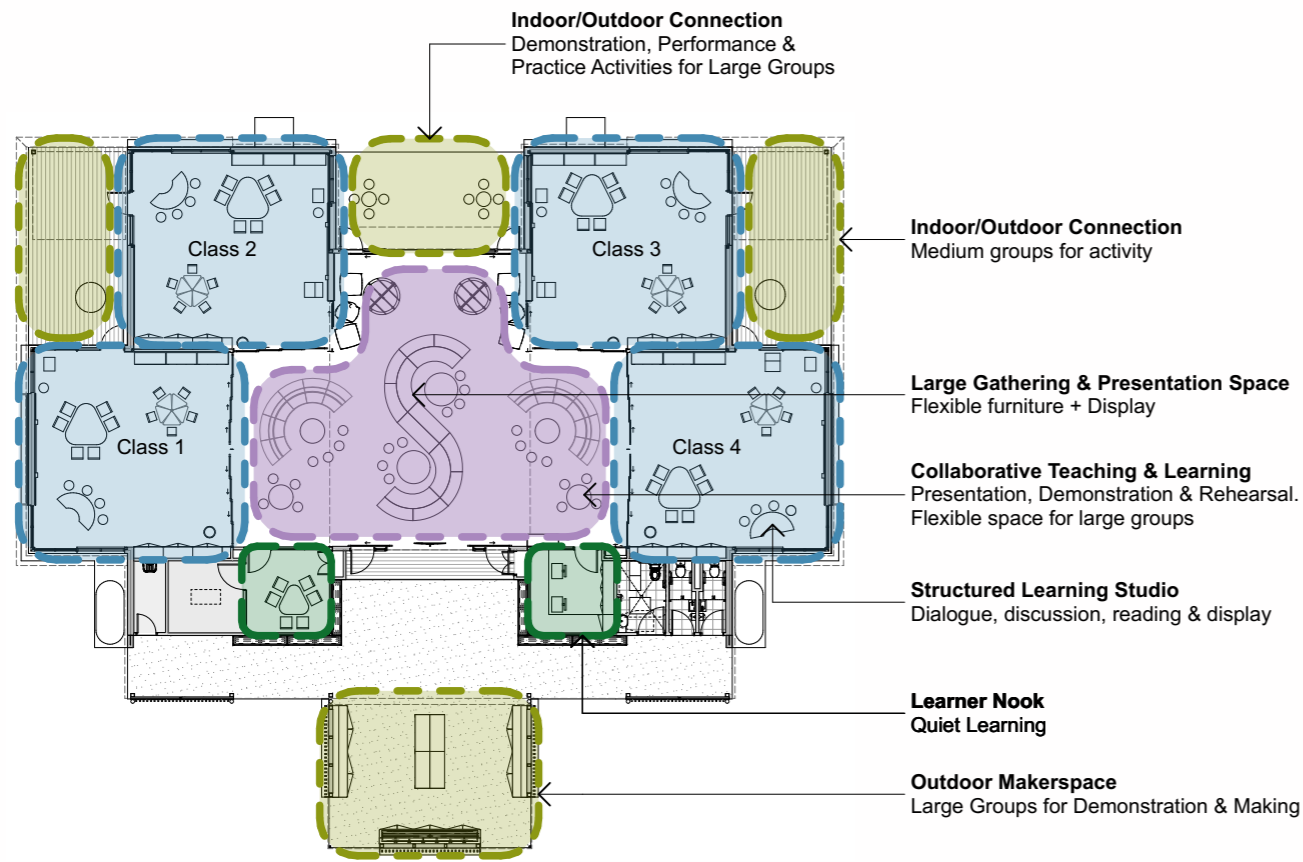 Indoor/Outdoor Connection
Demonstration, Performance &
Practice Activities for Large Groups
Class 2
Class 3
Indoor/Outdoor Connection
Medium groups for activity
Large Gathering & Presentation Space
Flexible furniture + Display
Class 1
Class 4
Collaborative Teaching & Learning
Presentation, Demonstration & Rehearsal.
Flexible space for large groups
Structured Learning Studio
Dialogue, discussion, reading & display
Learner Nook
Quiet Learning
Outdoor Makerspace
Large Groups for Demonstration & Making